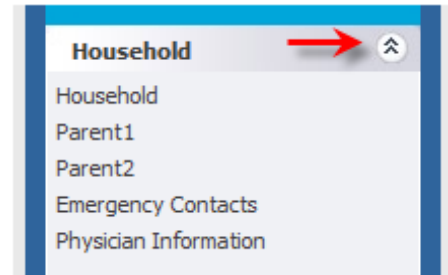 Household
Household
Parent1
Parent2
Emergency Contacts
Physician Information